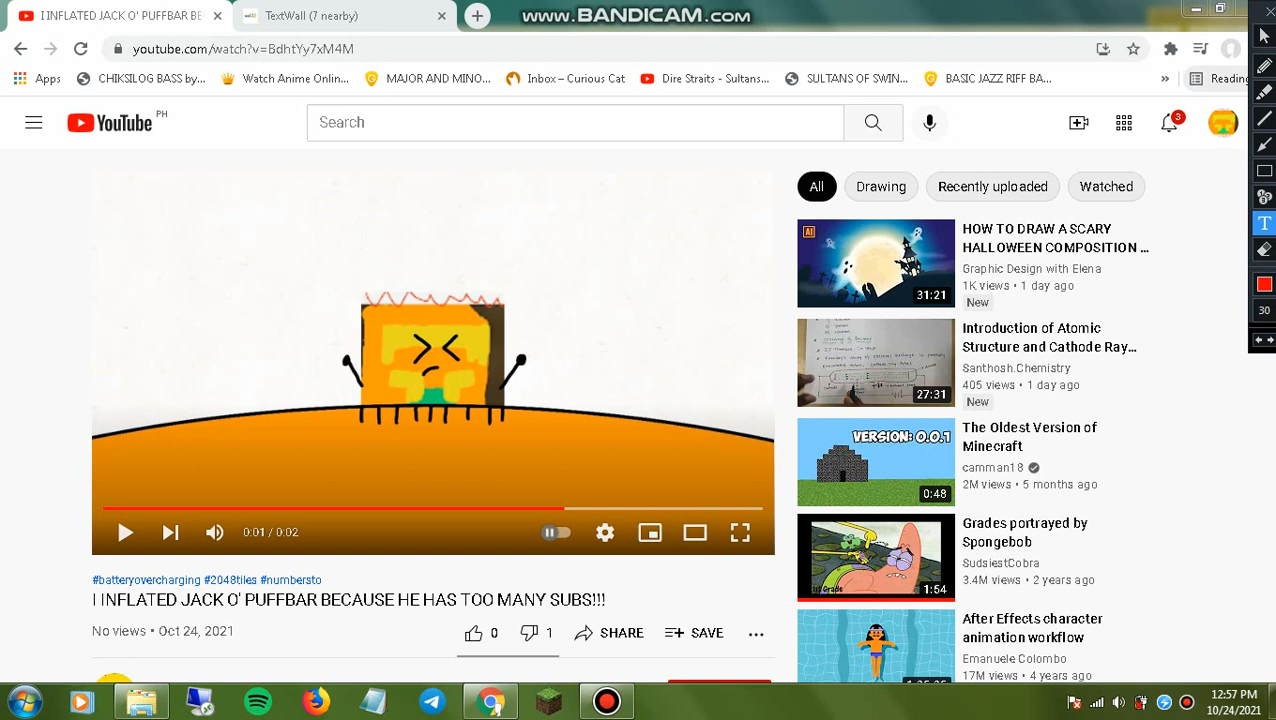 I INFLATED JACK O' PUFFBAR BE
TextWall (7 nearby)
www.BANDICAM.com
youtube.com/watch?v=BdhtYy7xM4M
Apps
CHIKSILOG BASS by...
Watch Anime Onlin...
MAJOR AND MINO...
Inbox – Curious Cat
Dire Straits - Sultans...
SULTANS OF SWIN...
BASIC JAZZ RIFF BA...
Reading
YouTube PH
Search
3
All
Drawing
Recently uploaded
Watched
AI
31:21
HOW TO DRAW A SCARY
HALLOWEEN COMPOSITION ...
Graphic Design with Elena
1K views • 1 day ago
New
27:31
Introduction of Atomic
Structure and Cathode Ray...
Santhosh.Chemistry
405 views • 1 day ago
New
VERSION: 0.0.1
0:48
The Oldest Version of
Minecraft
camman18
2M views • 5 months ago
1:54
Grades portrayed by
Spongebob
SudsiestCobra
3.4M views • 2 years ago
After Effects character
animation workflow
Emanuele Colombo
17M views • 4 years ago
0:01 / 0:02
#batteryovercharging #2048tiles #numbersto
I INFLATED JACK O' PUFFBAR BECAUSE HE HAS TOO MANY SUBS!!!
No views • Oct 24, 2021
0
1
SHARE
SAVE
T
30
12:57 PM
10/24/2021